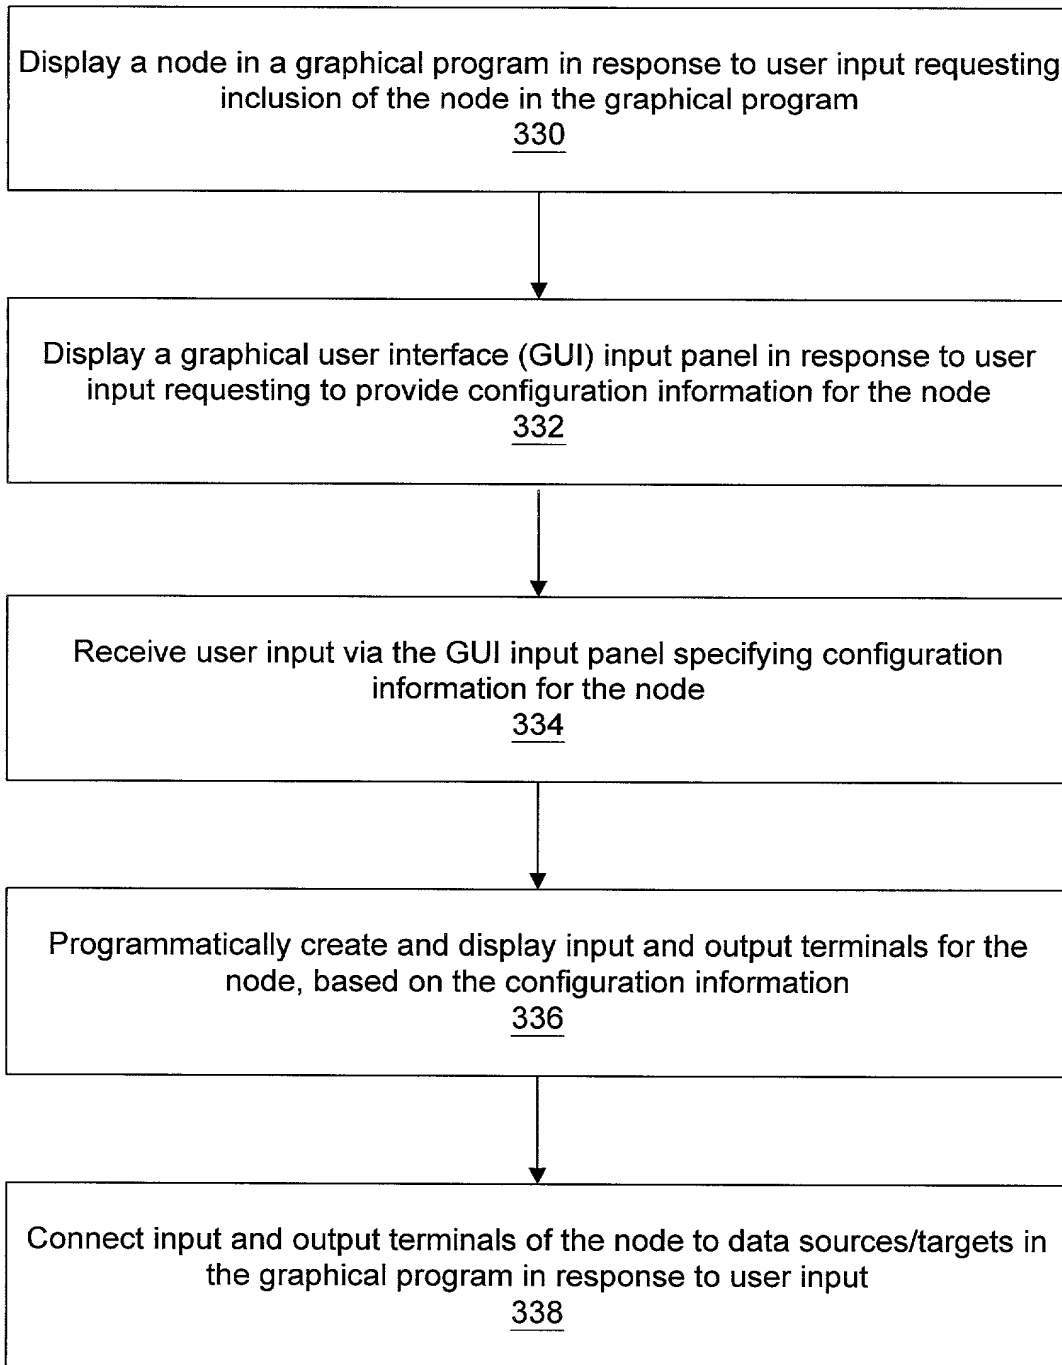 Display a node in a graphical program in response to user input requesting
inclusion of the node in the graphical program
330
Display a graphical user interface (GUI) input panel in response to user
input requesting to provide configuration information for the node
332
Receive user input via the GUI input panel specifying configuration
information for the node
334
Programmatically create and display input and output terminals for the
node, based on the configuration information
336
Connect input and output terminals of the node to data sources/targets in
the graphical program in response to user input
338